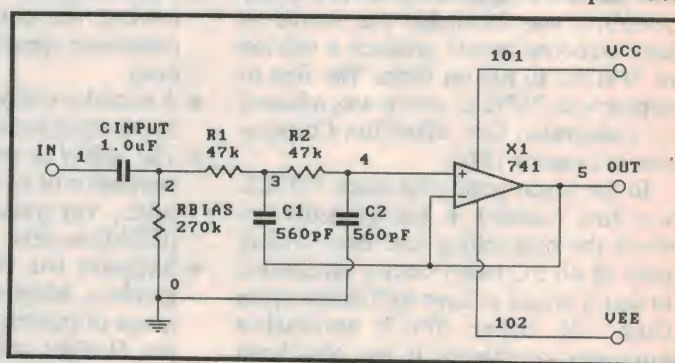 VCC
101
CINPUT
1.0uF
R1
47k
R2
47k
IN
1
2
3
4
X1
741
5
OUT
+
-
RBIAS
270k
C1
560pF
C2
560pF
0
102
VEE